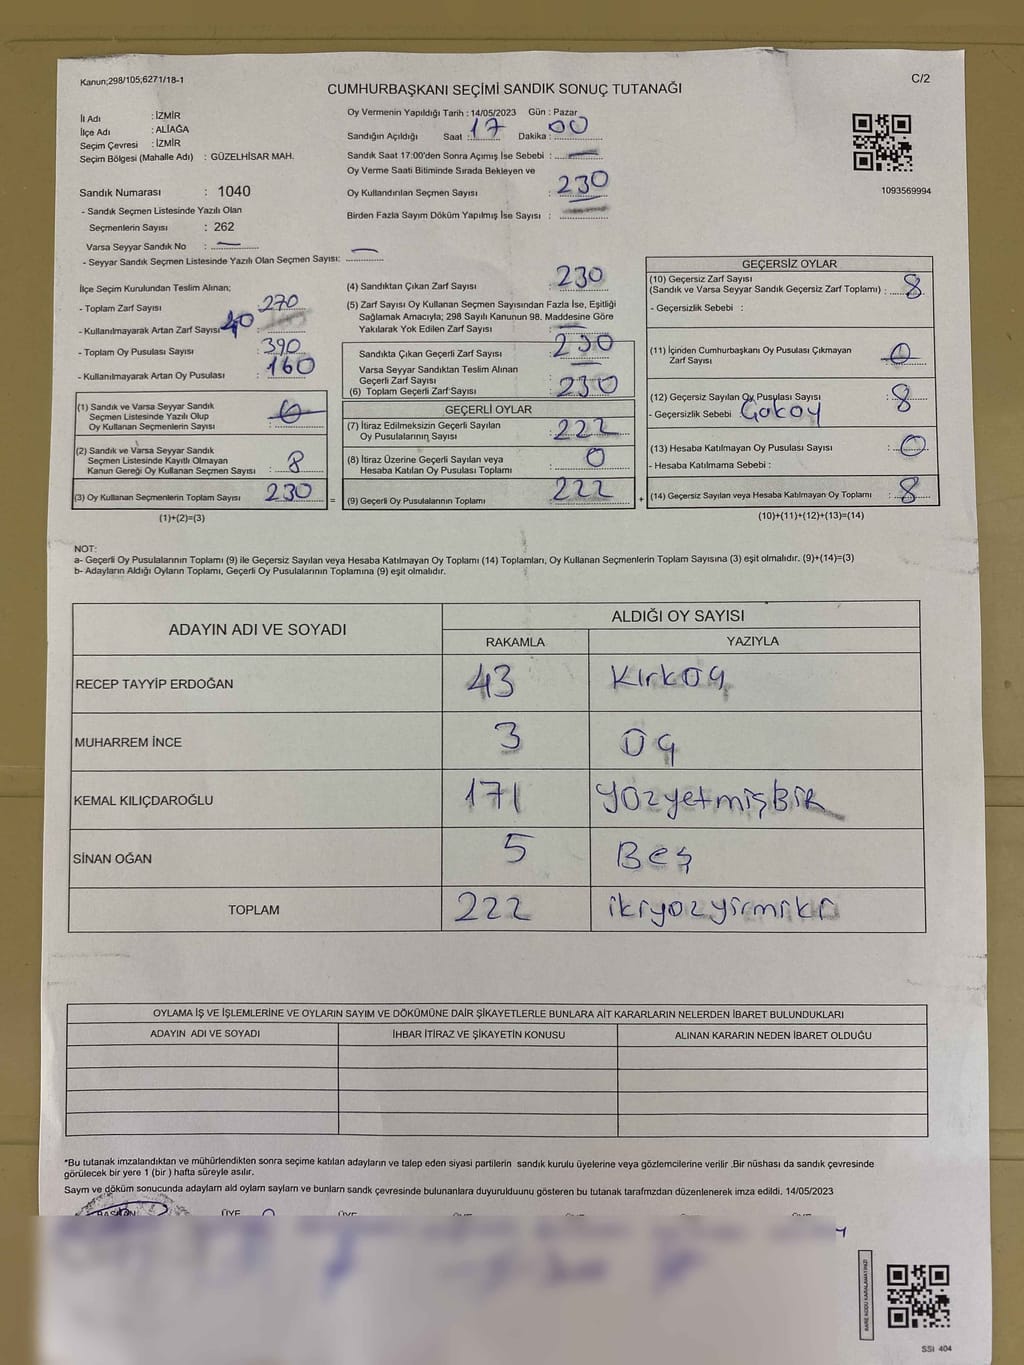 Kanun;298/105;6271/18-1
C/2
CUMHURBAŞKANI SEÇİMİ SANDIK SONUÇ TUTANAĞI
İl Adı : İZMİR
İlçe Adı : ALİAĞA
Seçim Çevresi : İZMİR
Seçim Bölgesi (Mahalle Adı) : GÜZELHİSAR MAH.
Sandık Numarası : 1040
- Sandık Seçmen Listesinde Yazılı Olan
Seçmenlerin Sayısı : 262
Varsa Seyyar Sandık No :
- Seyyar Sandık Seçmen Listesinde Yazılı Olan Seçmen Sayısı:
Oy Vermenin Yapıldığı Tarih : 14/05/2023 Gün : Pazar
Sandığın Açıldığı Saat : 17 Dakika : 00
Sandık Saat 17:00'den Sonra Açımış İse Sebebi :
Oy Verme Saati Bitiminde Sırada Bekleyen ve
Oy Kullandırılan Seçmen Sayısı : 230
Birden Fazla Sayım Döküm Yapılmış İse Sayısı :
1093569994
İlçe Seçim Kurulundan Teslim Alınan;
- Toplam Zarf Sayısı : 270
- Kullanılmayarak Artan Zarf Sayısı 40
- Toplam Oy Pusulası Sayısı : 390
- Kullanılmayarak Artan Oy Pusulası : 160
(1) Sandık ve Varsa Seyyar Sandık
Seçmen Listesinde Yazılı Olup
Oy Kullanan Seçmenlerin Sayısı :
(2) Sandık ve Varsa Seyyar Sandık
Seçmen Listesinde Kayıtlı Olmayan
Kanun Gereği Oy Kullanan Seçmen Sayısı : 8
(3) Oy Kullanan Seçmenlerin Toplam Sayısı 230
(1)+(2)=(3)
=
(4) Sandıktan Çıkan Zarf Sayısı : 230
(5) Zarf Sayısı Oy Kullanan Seçmen Sayısından Fazla İse, Eşitliği
Sağlamak Amacıyla; 298 Sayılı Kanunun 98. Maddesine Göre
Yakılarak Yok Edilen Zarf Sayısı :
Sandıkta Çıkan Geçerli Zarf Sayısı : 230
Varsa Seyyar Sandıktan Teslim Alınan
Geçerli Zarf Sayısı :
(6) Toplam Geçerli Zarf Sayısı : 230
GEÇERLİ OYLAR
(7) İtiraz Edilmeksizin Geçerli Sayılan
Oy Pusulalarının Sayısı : 222
(8) İtiraz Üzerine Geçerli Sayılan veya
Hesaba Katılan Oy Pusulası Toplamı : 0
(9) Geçerli Oy Pusulalarının Toplamı : 222
+
GEÇERSİZ OYLAR
(10) Geçersiz Zarf Sayısı
(Sandık ve Varsa Seyyar Sandık Geçersiz Zarf Toplamı) : 8
- Geçersizlik Sebebi :
(11) İçinden Cumhurbaşkanı Oy Pusulası Çıkmayan
Zarf Sayısı : 0
(12) Geçersiz Sayılan Oy Pusulası Sayısı : 8
- Geçersizlik Sebebi :
(13) Hesaba Katılmayan Oy Pusulası Sayısı : 0
- Hesaba Katılmama Sebebi :
(14) Geçersiz Sayılan veya Hesaba Katılmayan Oy Toplamı : 8
(10)+(11)+(12)+(13)=(14)
NOT:
a- Geçerli Oy Pusulalarının Toplamı (9) ile Geçersiz Sayılan veya Hesaba Katılmayan Oy Toplamı (14) Toplamları, Oy Kullanan Seçmenlerin Toplam Sayısına (3) eşit olmalıdır. (9)+(14)=(3)
b- Adayların Aldığı Oyların Toplamı, Geçerli Oy Pusulalarının Toplamına (9) eşit olmalıdır.
ADAYIN ADI VE SOYADI
ALDIĞI OY SAYISI
RAKAMLA YAZIYLA
RECEP TAYYİP ERDOĞAN 43 Kırküç
MUHARREM İNCE 3 Üç
KEMAL KILIÇDAROĞLU 171 YüzyetmişBİR
SİNAN OĞAN 5 Beş
TOPLAM 222 ikiyüzyirmiki
OYLAMA İŞ VE İŞLEMLERİNE VE OYLARIN SAYIM VE DÖKÜMÜNE DAİR ŞİKAYETLERLE BUNLARA AİT KARARLARIN NELERDEN İBARET BULUNDUKLARI
ADAYIN ADI VE SOYADI İHBAR İTİRAZ VE ŞİKAYETİN KONUSU ALINAN KARARIN NEDEN İBARET OLDUĞU
*Bu tutanak imzalandıktan ve mühürlendikten sonra seçime katılan adayların ve talep eden siyasi partilerin sandık kurulu üyelerine veya gözlemcilerine verilir .Bir nüshası da sandık çevresinde
görülecek bir yere 1 (bir ) hafta süreyle asılır.
Sayım ve döküm sonucunda adayların ald oyların sayların ve bunların sandk çevresinde bulunanlara duyurulduunu gösteren bu tutanak tarafmzdan düzenlenerek imza edildi. 14/05/2023
BAŞKAN ÜYE
SSİ 404